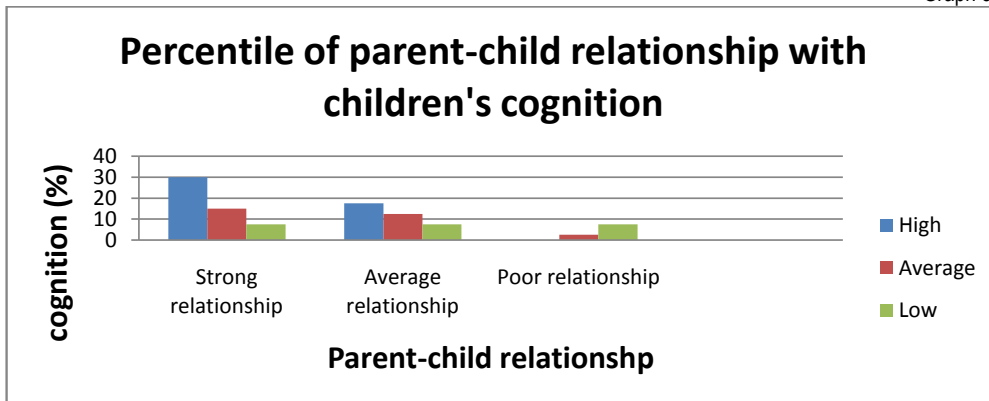 Percentile of parent-child relationship with
children's cognition
cognition (%)
40
30
20
10
0
Strong
relationship
Average
relationship
Poor relationship
Parent-child relationshp
High
Average
Low